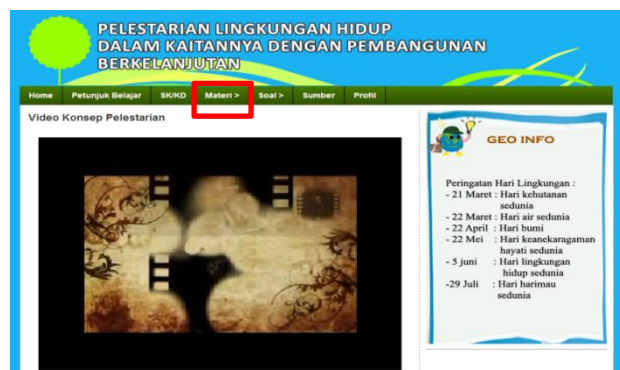 PELESTARIAN LINGKUNGAN HIDUP
DALAM KAITANNYA DENGAN PEMBANGUNAN
BERKELANJUTAN
Home Petunjuk Belajar SK/KD Materi > Soal > Sumber Profil
Video Konsep Pelestarian
GEO INFO
Peringatan Hari Lingkungan :
- 21 Maret : Hari kehutanan
sedunia
- 22 Maret : Hari air sedunia
- 22 April : Hari bumi
- 22 Mei : Hari keanekaragaman
hayati sedunia
- 5 juni : Hari lingkungan
hidup sedunia
-29 Juli : Hari harimau
sedunia